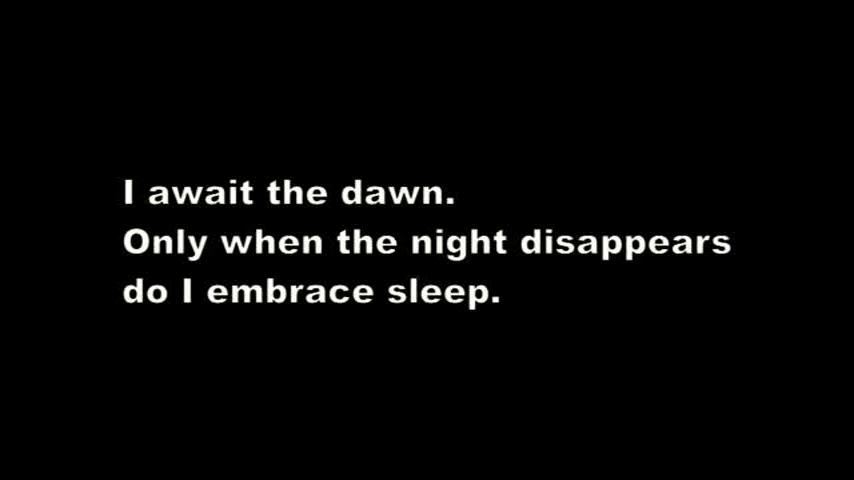 I await the dawn.
Only when the night disappears
do I embrace sleep.